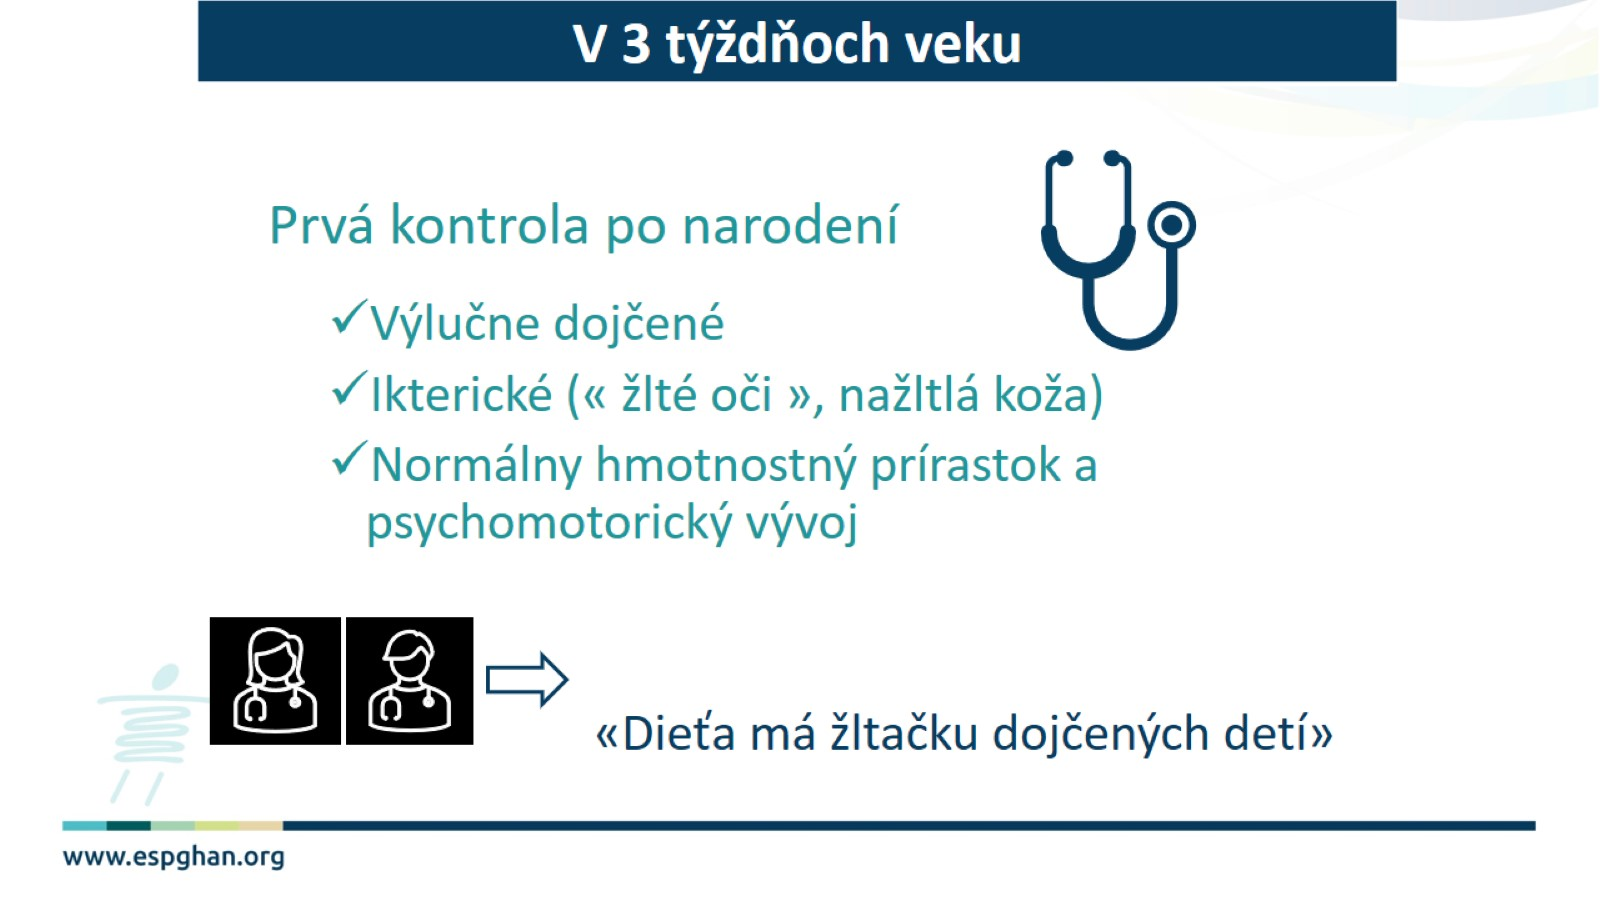 V 3 týždňoch veku
Prvá kontrola po narodení
✓Výlučne dojčené
✓Ikterické (« žlté oči », nažltlá koža)
✓Normálny hmotnostný prírastok a
psychomotorický vývoj
«Dieťa má žltačku dojčených detí»
www.espghan.org